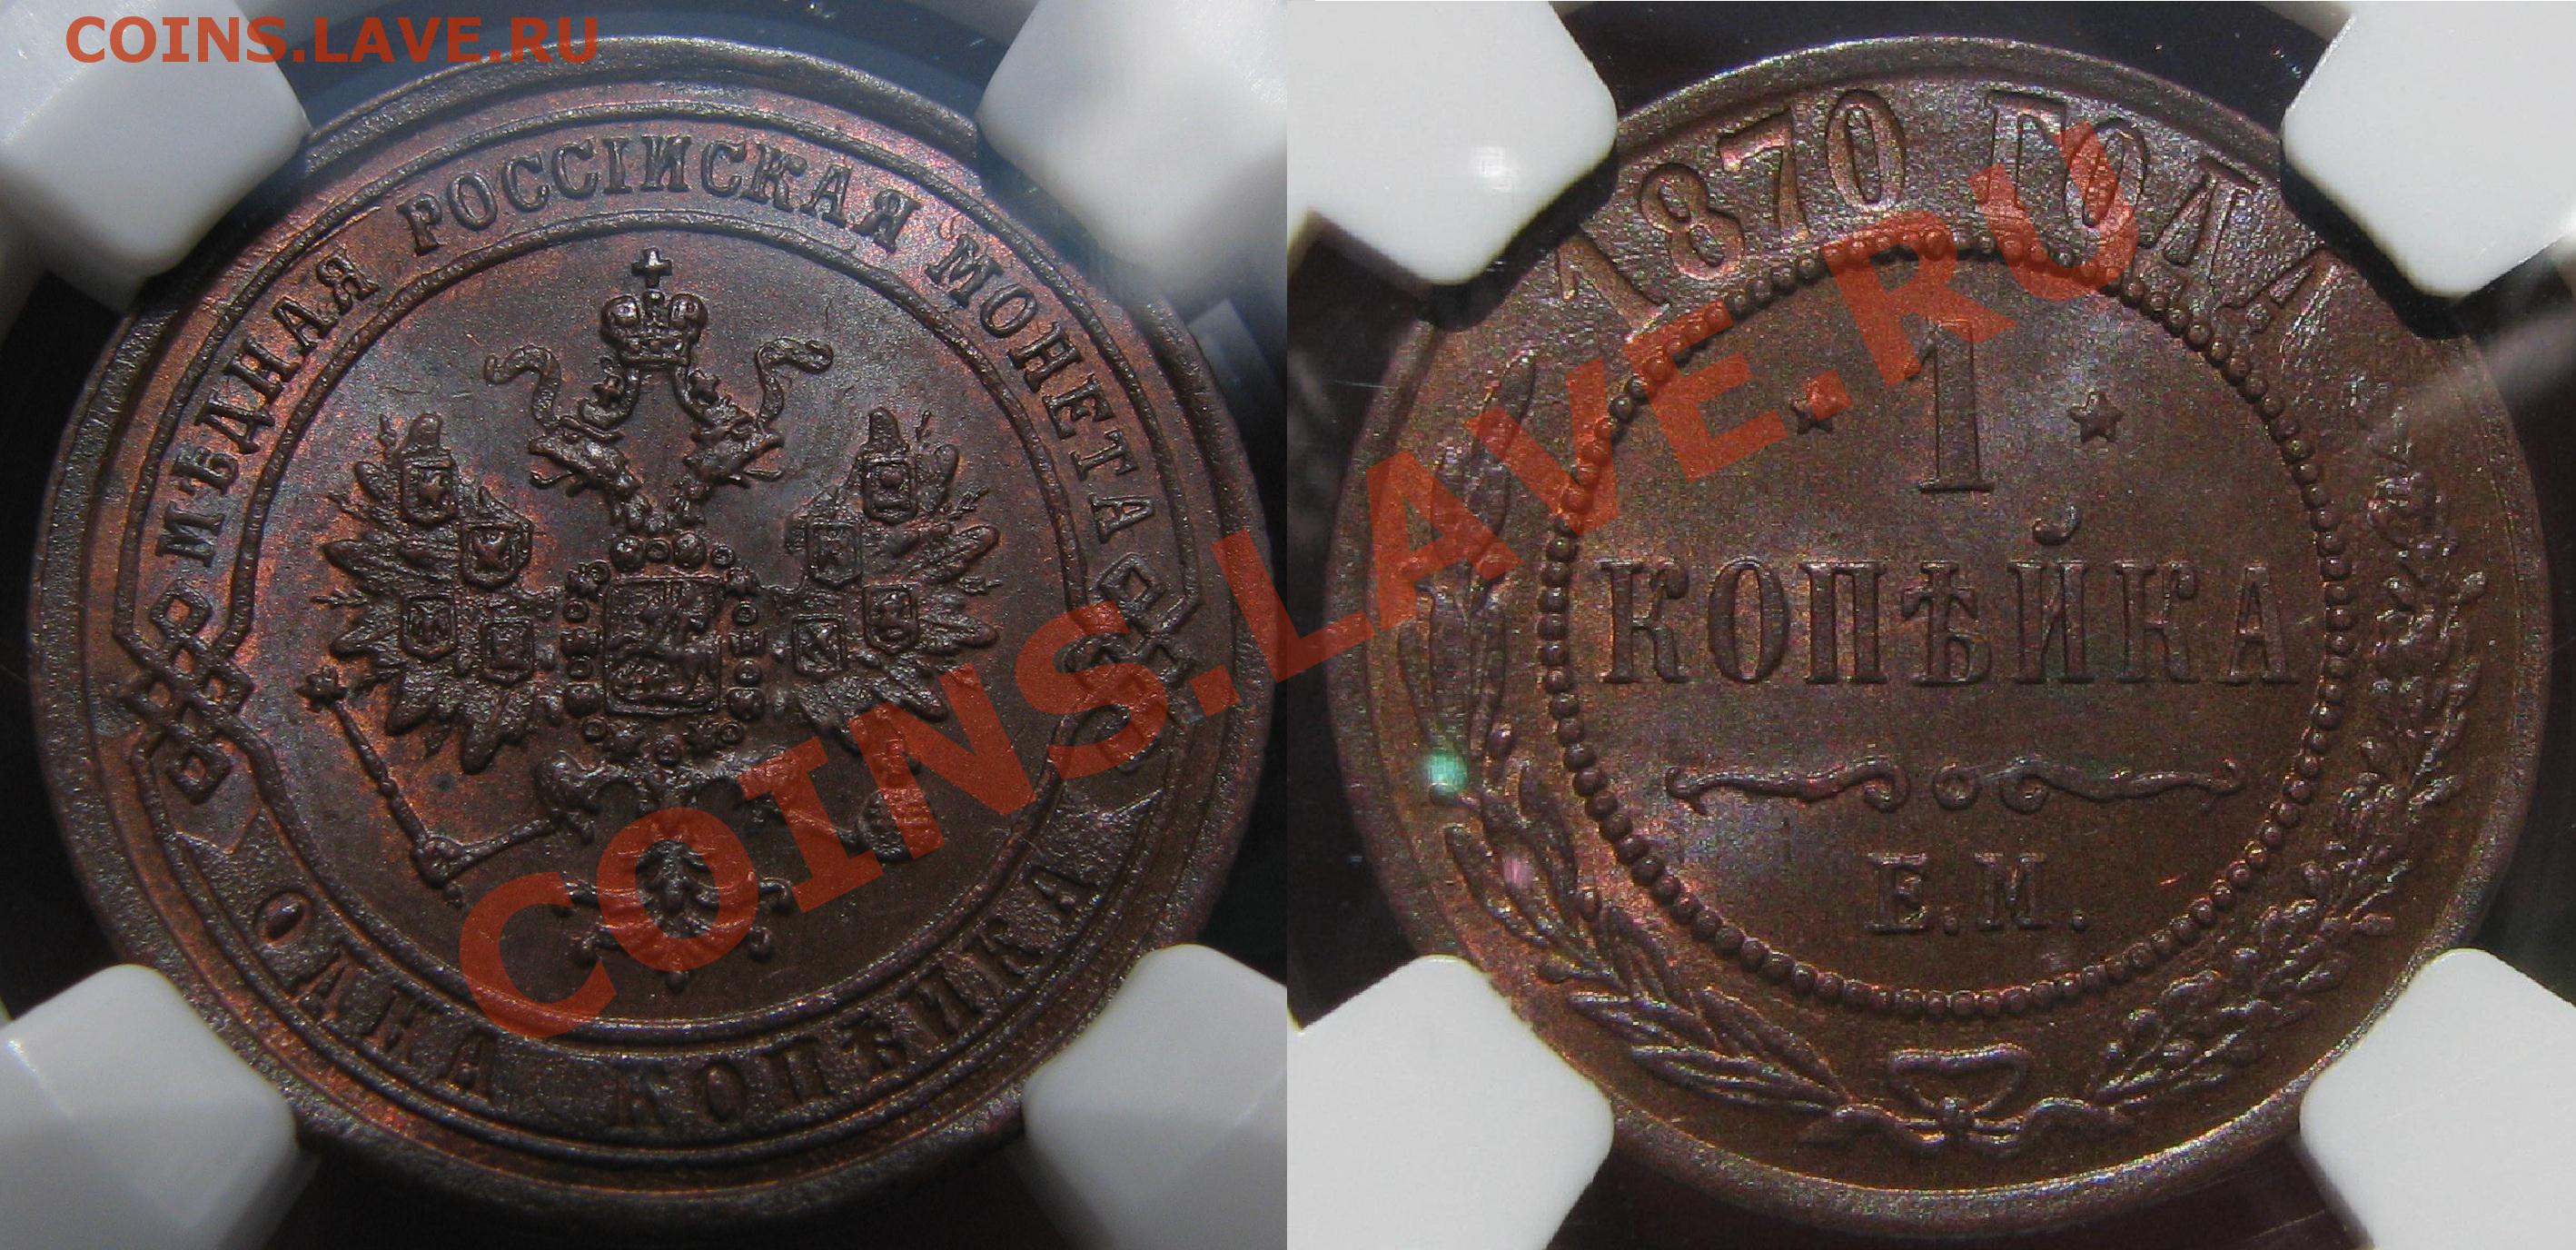 COINS.LAVE.RU
МѢДНАЯ РОССІЙСКАЯ МОНЕТА
ОДНА КОПѢЙКА
1870 ГОДА
1
КОПѢЙКА
Е.М.
COINS.LAVE.RU